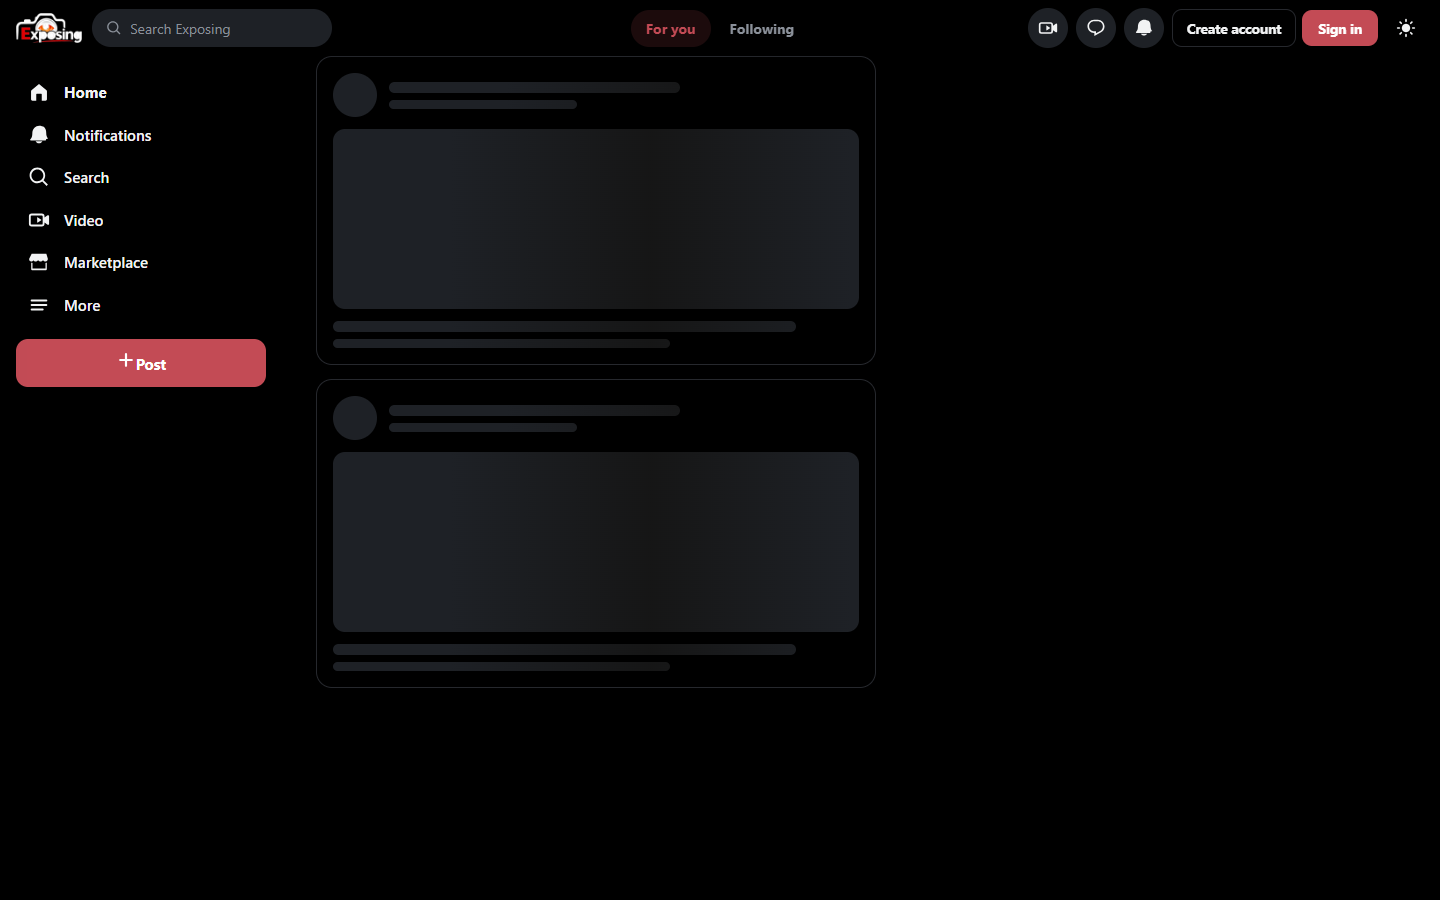 Exposing
Search Exposing
For you
Following
Create account
Sign in
Home
Notifications
Search
Video
Marketplace
More
Post